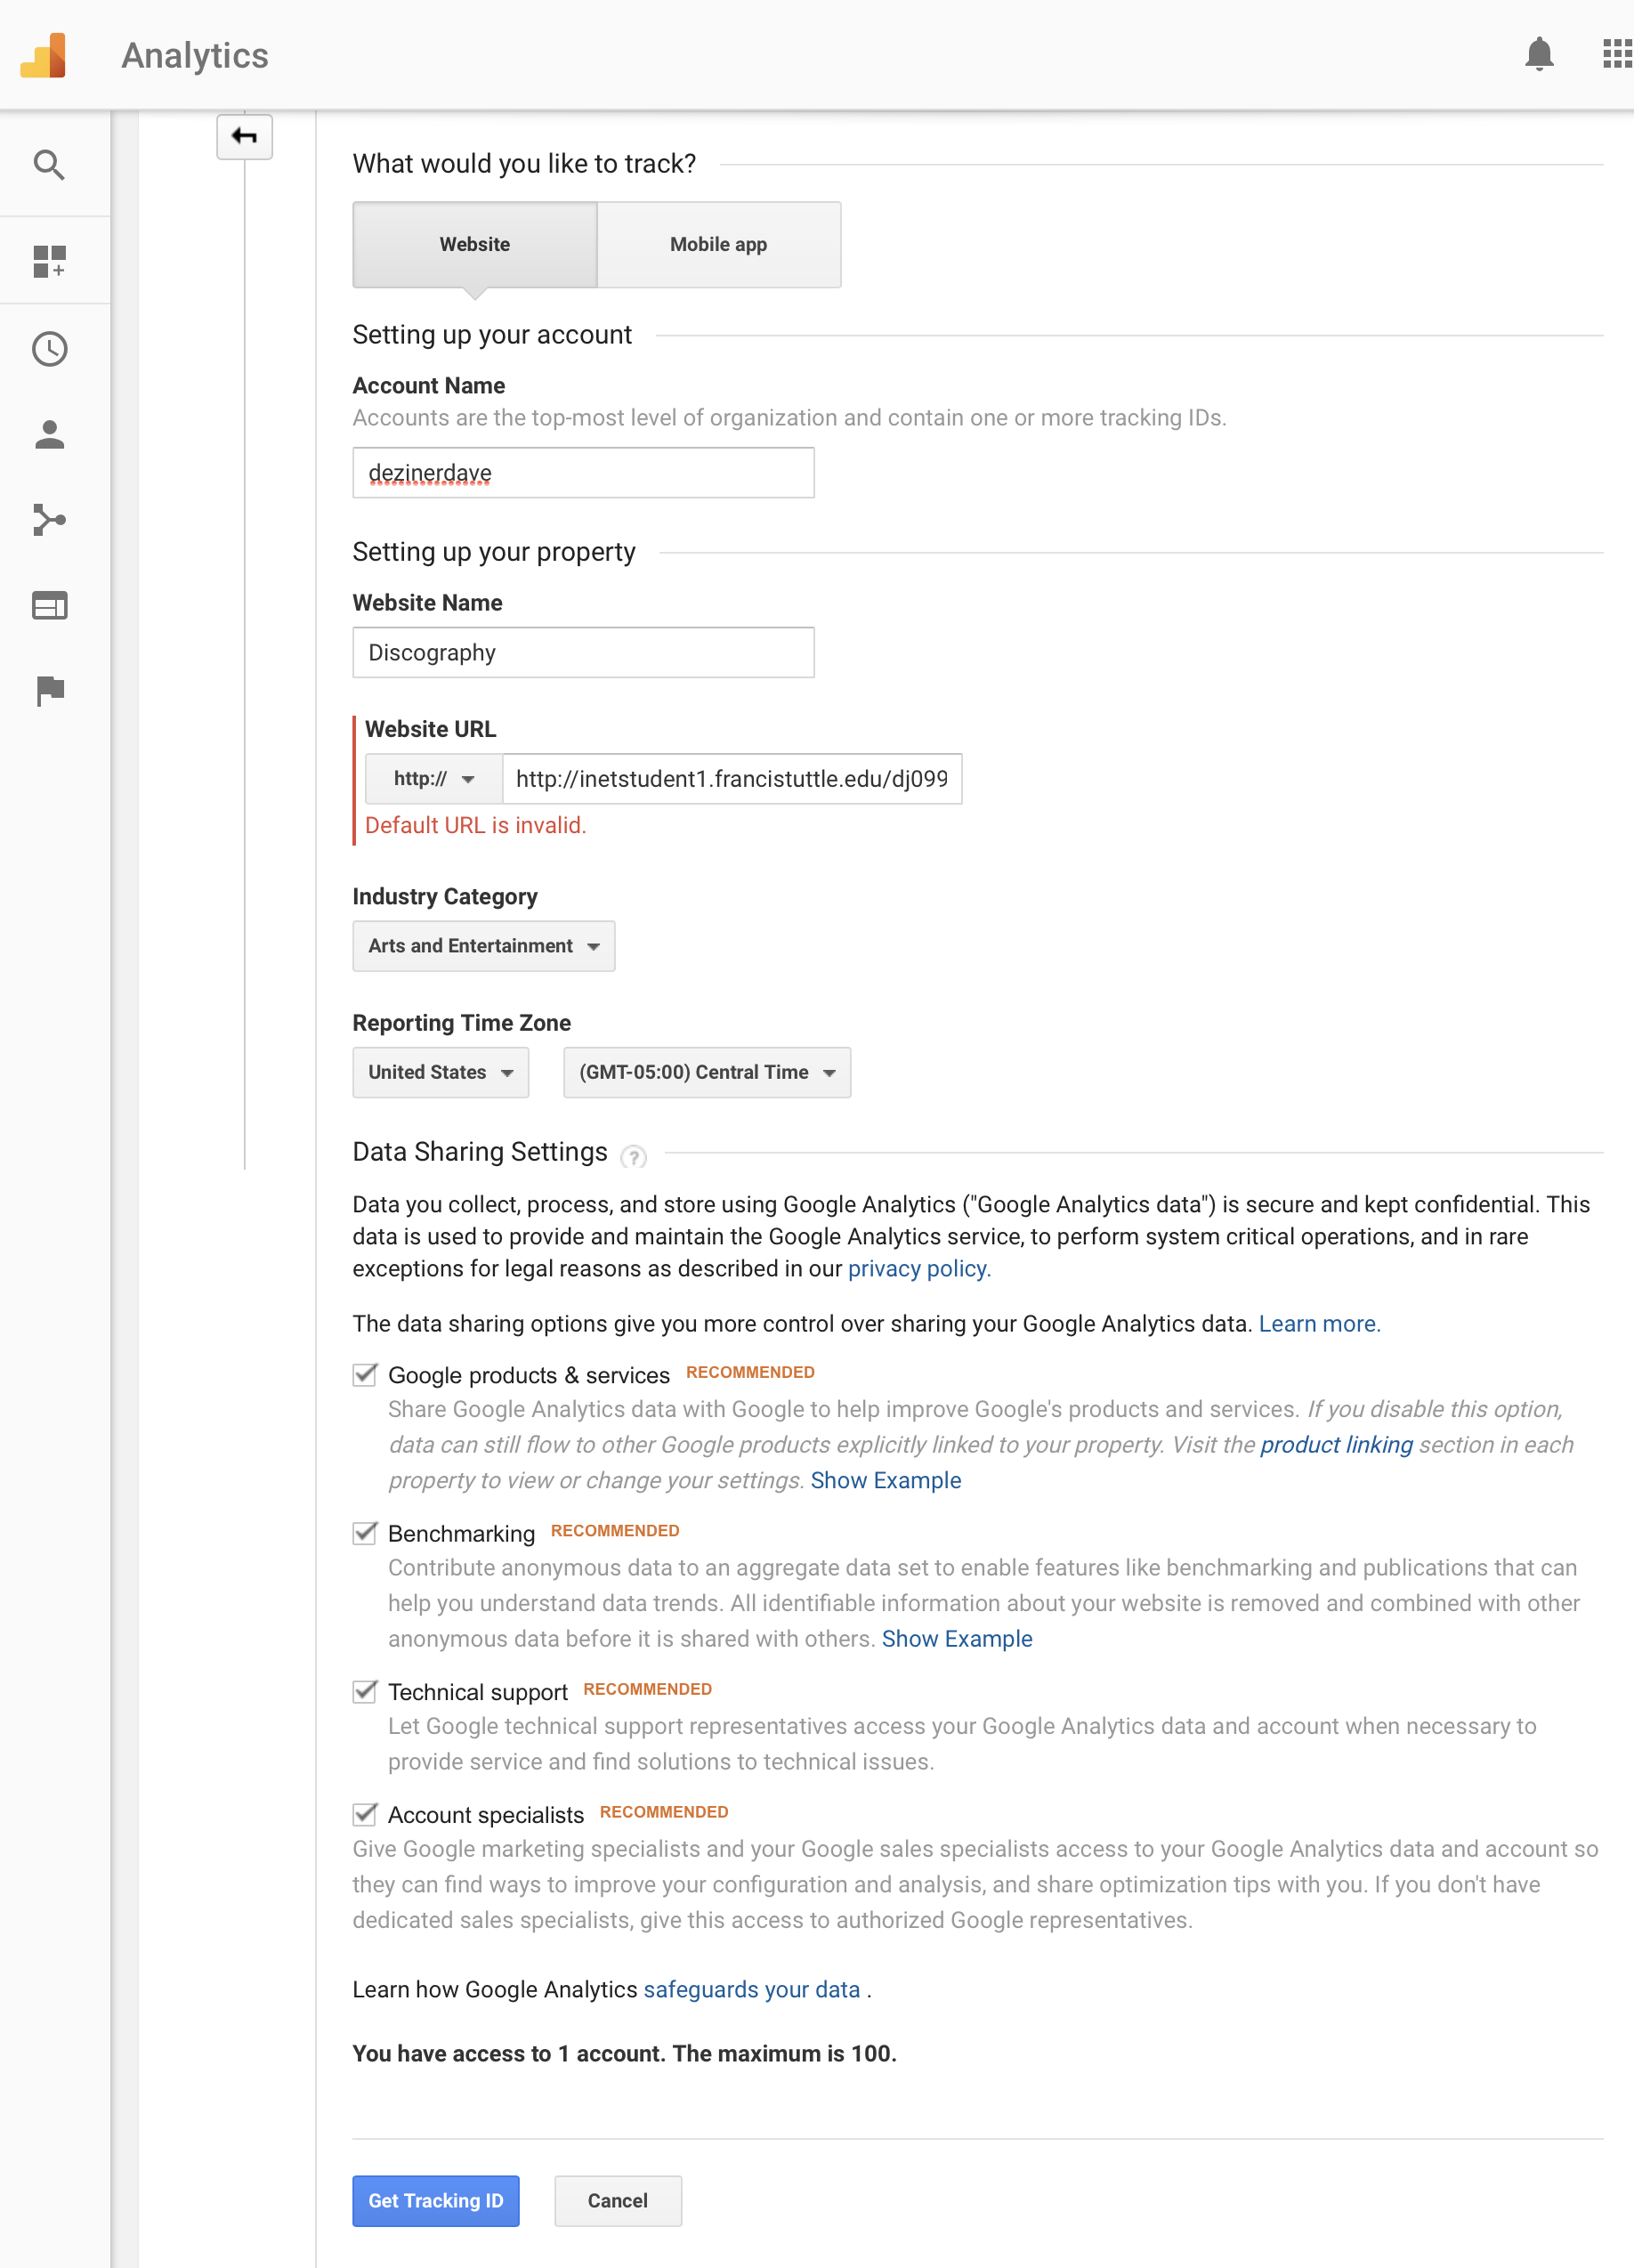 Analytics
What would you like to track?
Website
Mobile app
Setting up your account
Account Name
Accounts are the top-most level of organization and contain one or more tracking IDs.
dezinerdave
Setting up your property
Website Name
Discography
Website URL
http://
http://inetstudent1.francistuttle.edu/dj099
Default URL is invalid.
Industry Category
Arts and Entertainment
Reporting Time Zone
United States
(GMT-05:00) Central Time
Data Sharing Settings ?
Data you collect, process, and store using Google Analytics ("Google Analytics data") is secure and kept confidential. This
data is used to provide and maintain the Google Analytics service, to perform system critical operations, and in rare
exceptions for legal reasons as described in our privacy policy.
The data sharing options give you more control over sharing your Google Analytics data. Learn more.
Google products & services RECOMMENDED
Share Google Analytics data with Google to help improve Google's products and services. If you disable this option,
data can still flow to other Google products explicitly linked to your property. Visit the product linking section in each
property to view or change your settings. Show Example
Benchmarking RECOMMENDED
Contribute anonymous data to an aggregate data set to enable features like benchmarking and publications that can
help you understand data trends. All identifiable information about your website is removed and combined with other
anonymous data before it is shared with others. Show Example
Technical support RECOMMENDED
Let Google technical support representatives access your Google Analytics data and account when necessary to
provide service and find solutions to technical issues.
Account specialists RECOMMENDED
Give Google marketing specialists and your Google sales specialists access to your Google Analytics data and account so
they can find ways to improve your configuration and analysis, and share optimization tips with you. If you don't have
dedicated sales specialists, give this access to authorized Google representatives.
Learn how Google Analytics safeguards your data .
You have access to 1 account. The maximum is 100.
Get Tracking ID
Cancel